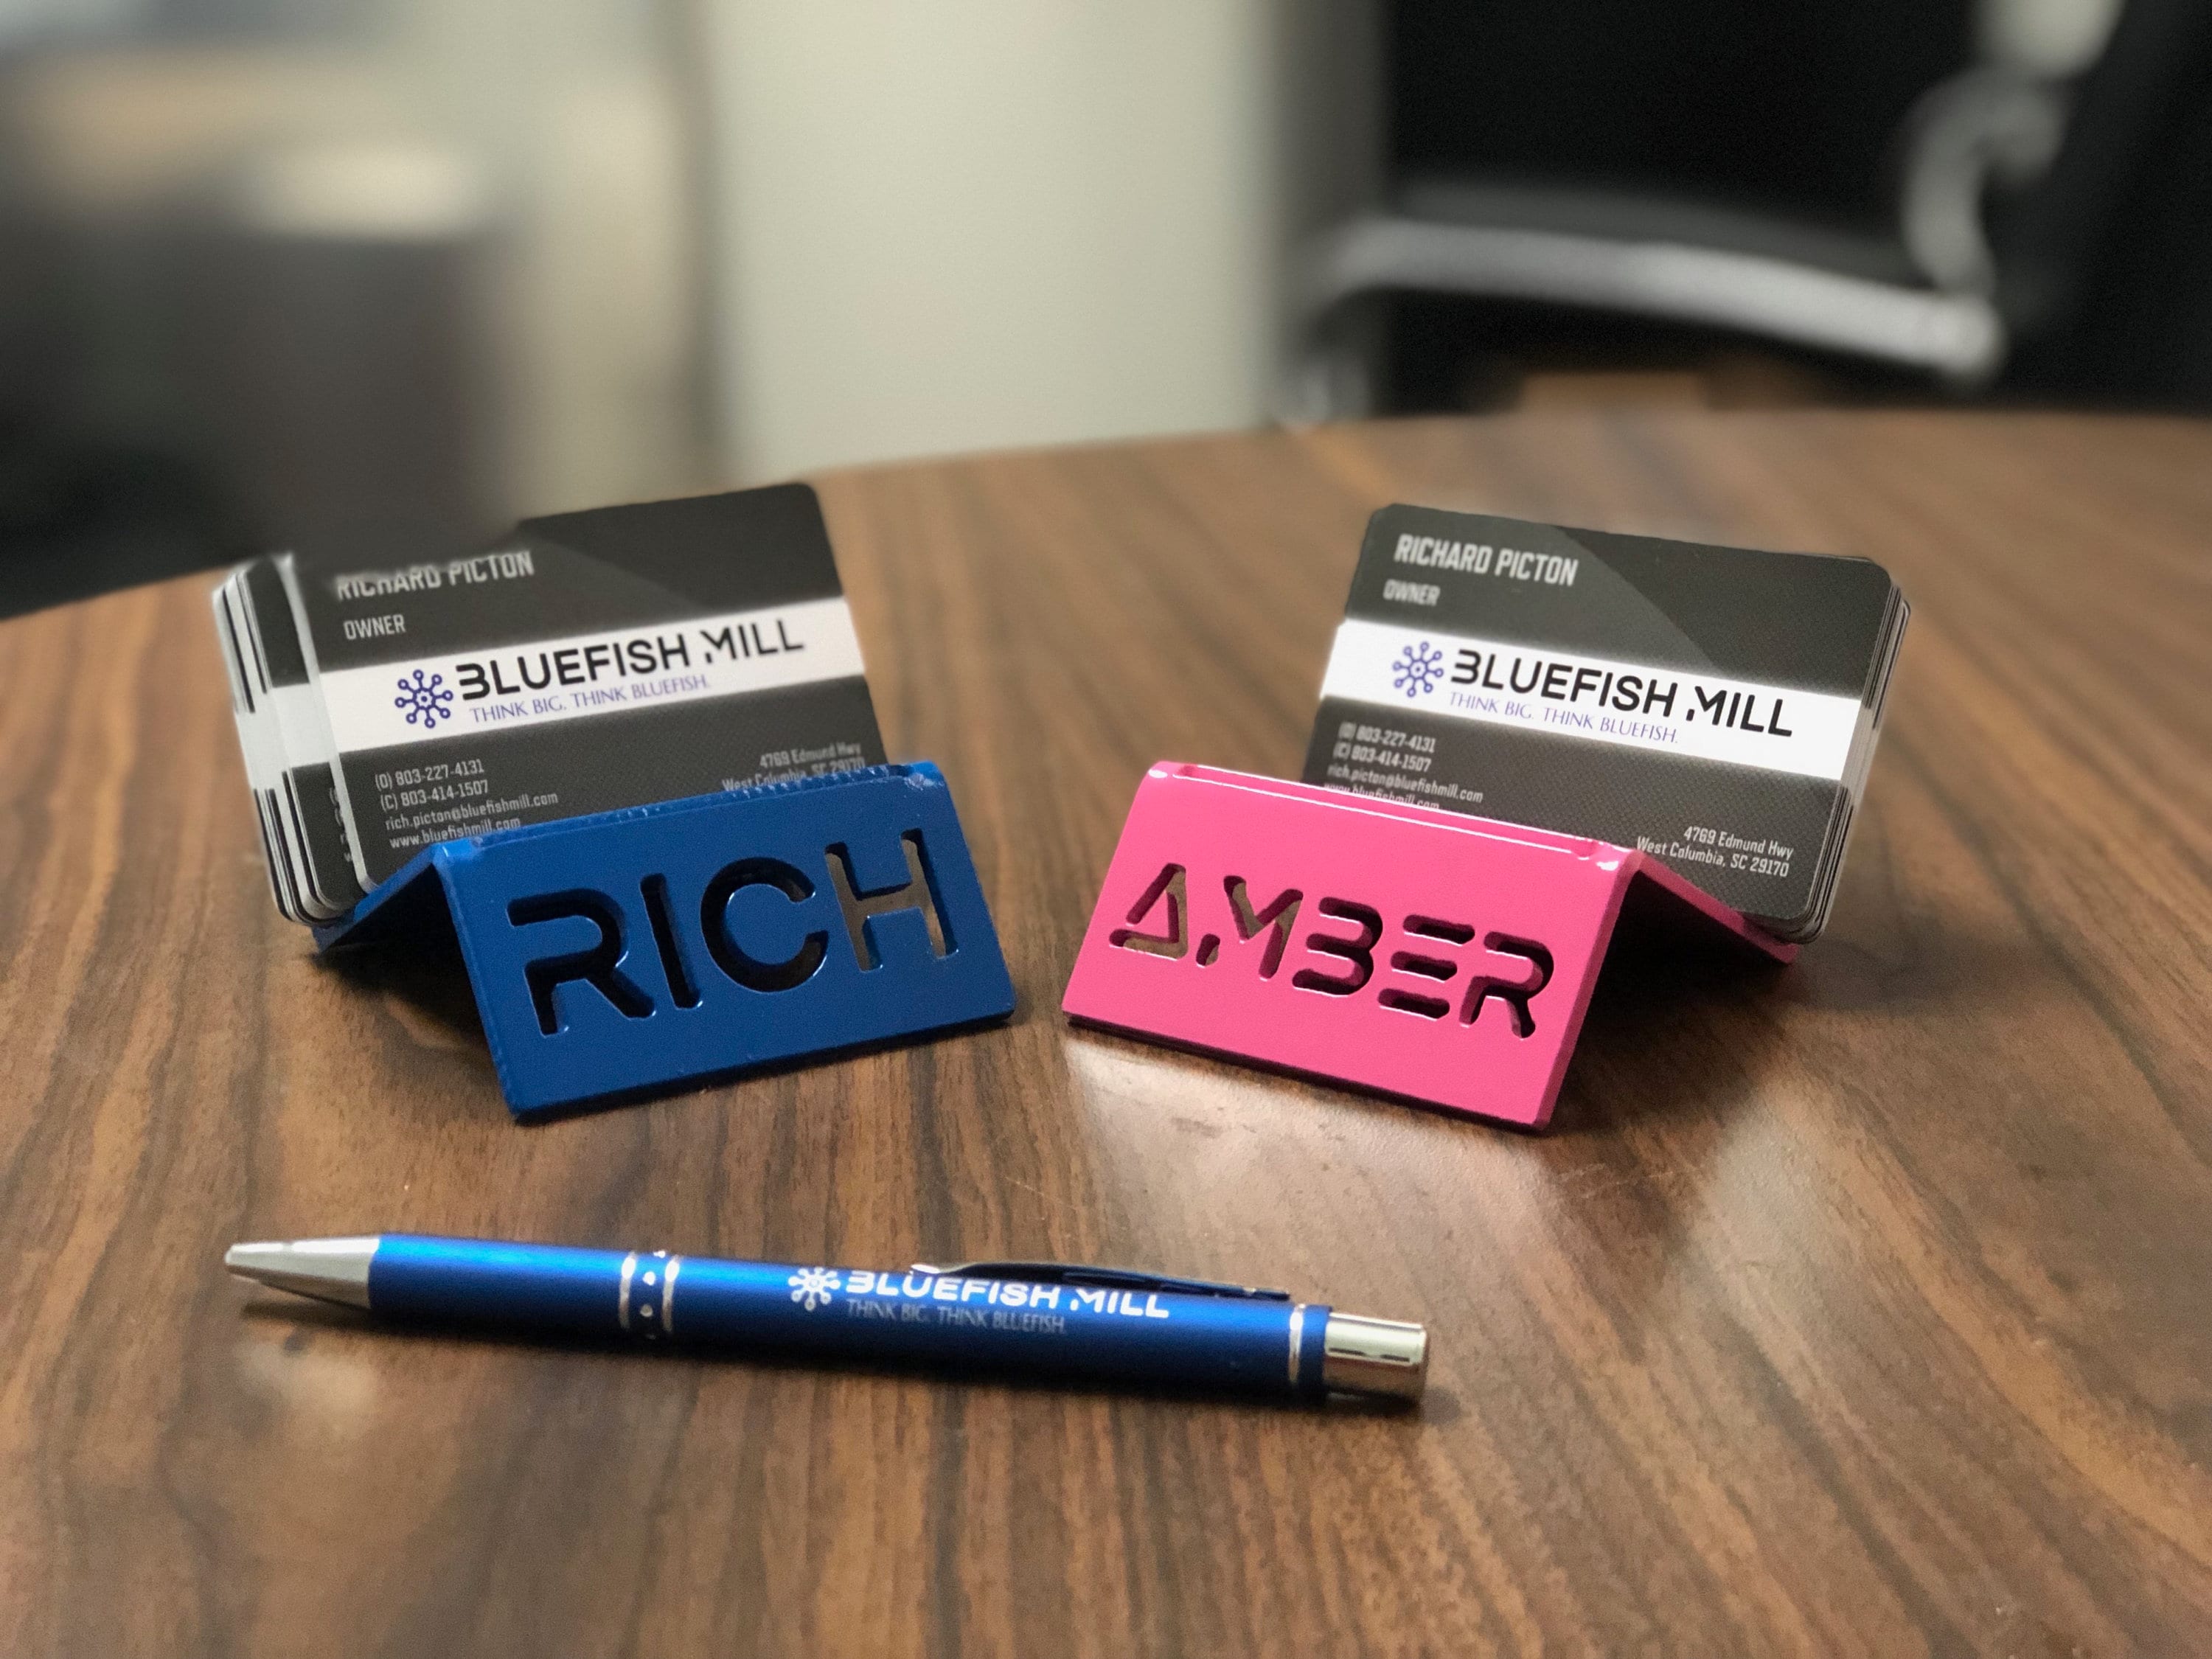 RICHARD PICTON
OWNER
BLUEFISH MILL
THINK BIG. THINK BLUEFISH.
(O) 803-227-4131
(C) 803-414-1507
rich.picton@bluefishmill.com
www.bluefishmill.com
4769 Edmund Hwy
West Columbia, SC 29170
RICH
RICHARD PICTON
OWNER
BLUEFISH MILL
THINK BIG. THINK BLUEFISH.
(O) 803-227-4131
(C) 803-414-1507
rich.picton@bluefishmill.com
www.bluefishmill.com
4769 Edmund Hwy
West Columbia, SC 29170
AMBER
BLUEFISH MILL
THINK BIG. THINK BLUEFISH.